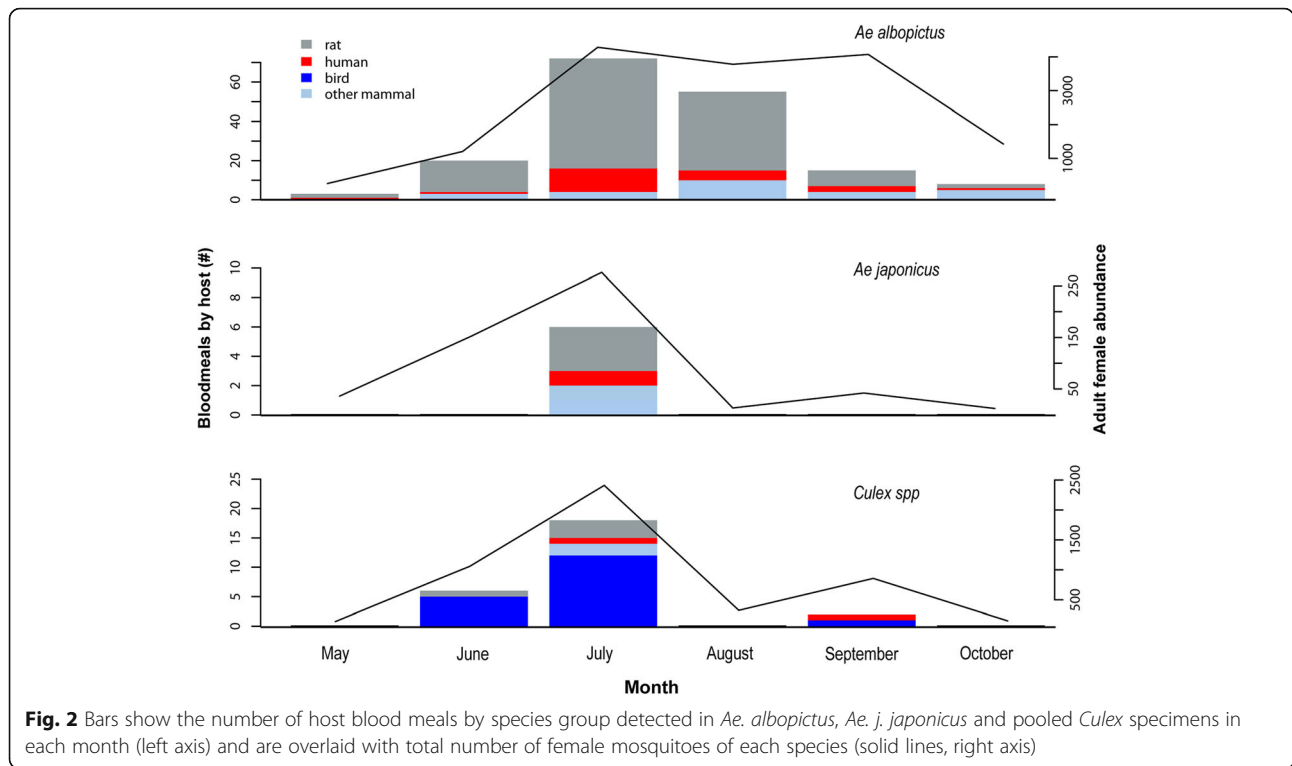 Ae albopictus
rat
human
bird
other mammal
60
40
20
0
3000
1000
Ae japonicus
10
8
6
4
2
0
250
150
50
Bloodmeals by host (#)
Adult female abundance
Culex spp
25
20
15
10
5
0
2500
1500
500
May June July August September October
Month
Fig. 2 Bars show the number of host blood meals by species group detected in Ae. albopictus, Ae. j. japonicus and pooled Culex specimens in
each month (left axis) and are overlaid with total number of female mosquitoes of each species (solid lines, right axis)